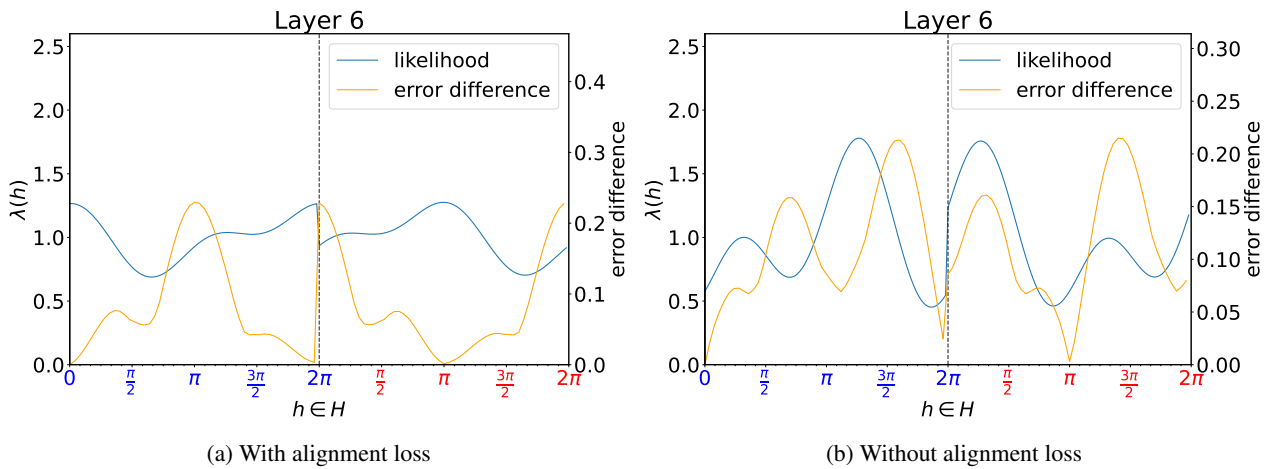 Layer 6
likelihood
error difference
2.5
2.0
1.5
1.0
0.5
0.0
λ(h)
0.4
0.3
0.2
0.1
0.0
error difference
0 π/2 π 3π/2 2π π/2 π 3π/2 2π
h ∈ H
(a) With alignment loss
Layer 6
likelihood
error difference
2.5
2.0
1.5
1.0
0.5
0.0
λ(h)
0.30
0.25
0.20
0.15
0.10
0.05
0.00
error difference
0 π/2 π 3π/2 2π π/2 π 3π/2 2π
h ∈ H
(b) Without alignment loss